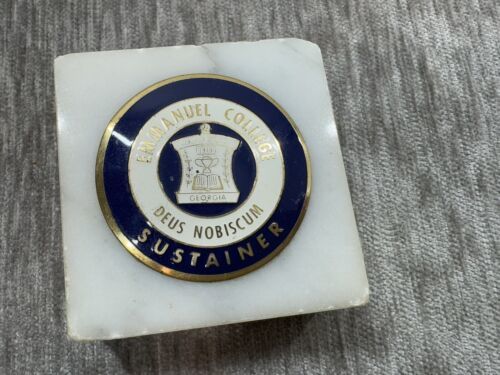 EMMANUEL COLLEGE
GEORGIA
DEUS NOBISCUM
SUSTAINER